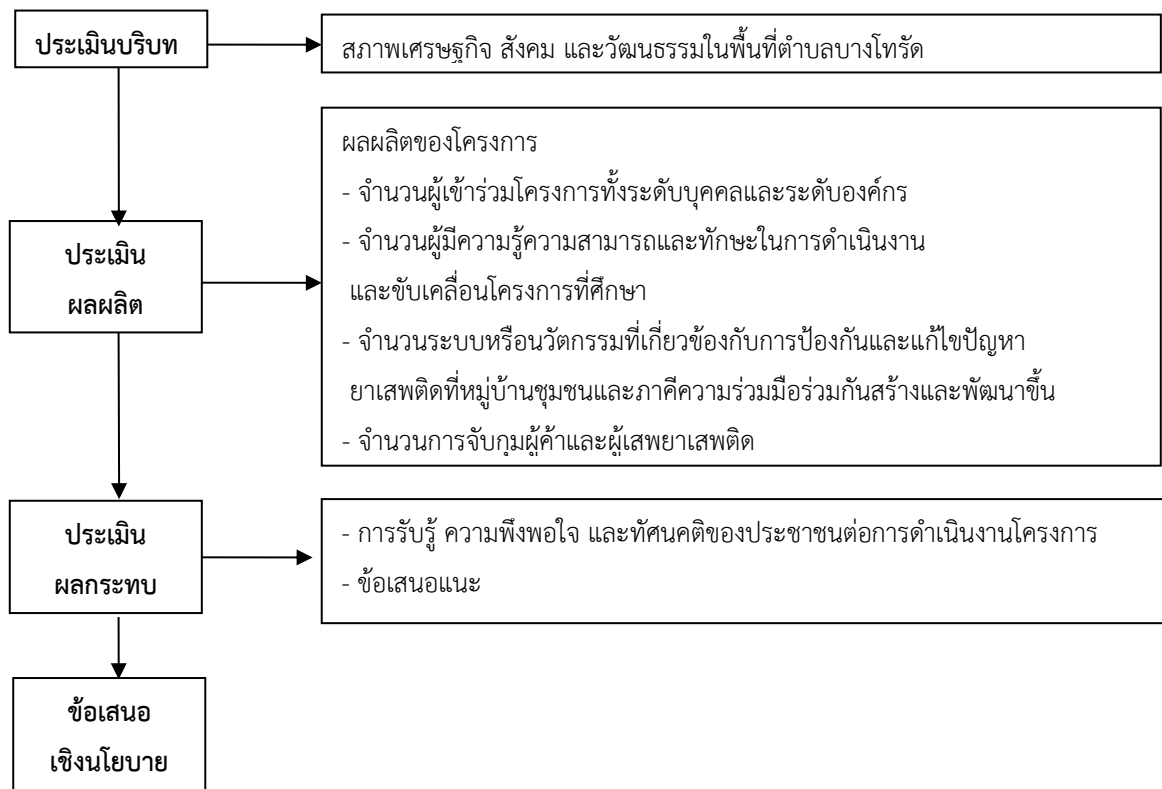 ประเมินบริบท
สภาพเศรษฐกิจ สังคม และวัฒนธรรมในพื้นที่ตำบลบางโทรัด
ประเมิน
ผลผลิต
ผลผลิตของโครงการ
- จำนวนผู้เข้าร่วมโครงการทั้งระดับบุคคลและระดับองค์กร
- จำนวนผู้มีความรู้ความสามารถและทักษะในการดำเนินงาน
และขับเคลื่อนโครงการที่ศึกษา
- จำนวนระบบหรือนวัตกรรมที่เกี่ยวข้องกับการป้องกันและแก้ไขปัญหา
ยาเสพติดที่หมู่บ้านชุมชนและภาคีความร่วมมือร่วมกันสร้างและพัฒนาขึ้น
- จำนวนการจับกุมผู้ค้าและผู้เสพยาเสพติด
ประเมิน
ผลกระทบ
- การรับรู้ ความพึงพอใจ และทัศนคติของประชาชนต่อการดำเนินงานโครงการ
- ข้อเสนอแนะ
ข้อเสนอ
เชิงนโยบาย